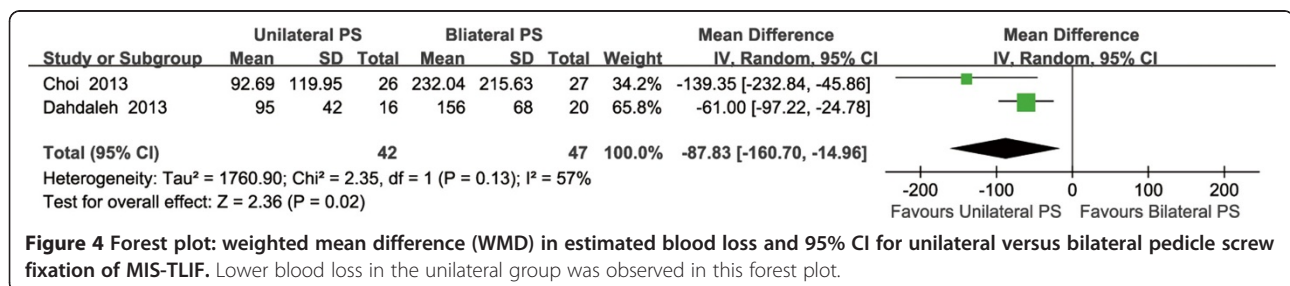 Unilateral PS Bliateral PS Mean Difference Mean Difference
Study or Subgroup Mean SD Total Mean SD Total Weight IV, Random, 95% CI IV, Random, 95% CI
Choi 2013 92.69 119.95 26 232.04 215.63 27 34.2% -139.35 [-232.84, -45.86]
Dahdaleh 2013 95 42 16 156 68 20 65.8% -61.00 [-97.22, -24.78]
Total (95% CI) 42 47 100.0% -87.83 [-160.70, -14.96]
Heterogeneity: Tau² = 1760.90; Chi² = 2.35, df = 1 (P = 0.13); I² = 57%
Test for overall effect: Z = 2.36 (P = 0.02)
-200 -100 0 100 200
Favours Unilateral PS Favours Bilateral PS
Figure 4 Forest plot: weighted mean difference (WMD) in estimated blood loss and 95% CI for unilateral versus bilateral pedicle screw
fixation of MIS-TLIF. Lower blood loss in the unilateral group was observed in this forest plot.